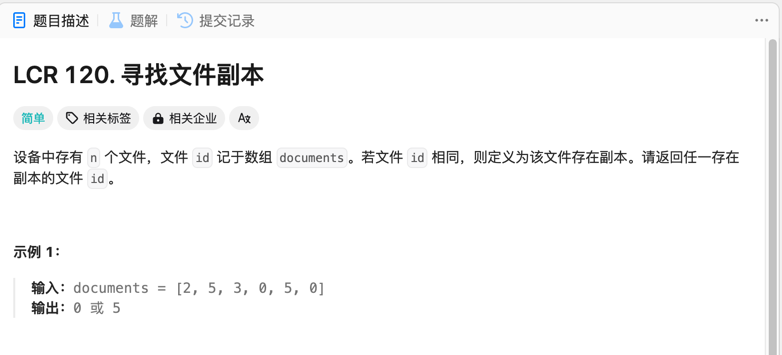 题目描述 题解 提交记录
LCR 120. 寻找文件副本
简单 相关标签 相关企业 Az
设备中存有 n 个文件，文件 id 记于数组 documents。若文件 id 相同，则定义为该文件存在副本。请返回任一存在
副本的文件 id。
示例 1：
输入：documents = [2, 5, 3, 0, 5, 0]
输出：0 或 5